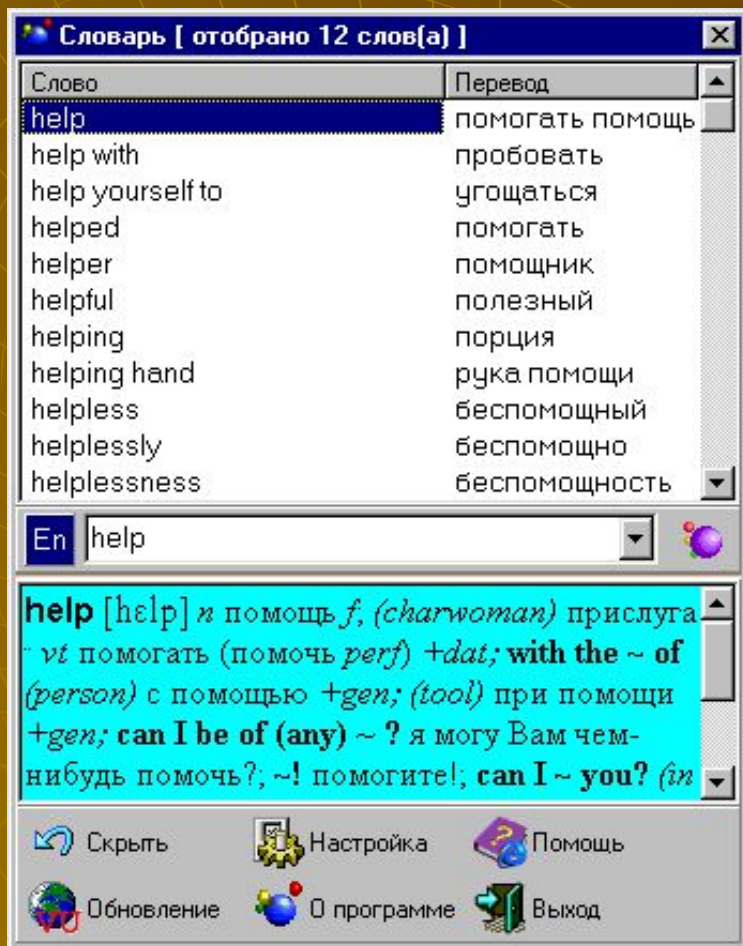 Словарь [ отобрано 12 слов(а) ]
Слово Перевод
help помогать помощь
help with пробовать
help yourself to угощаться
helped помогать
helper помощник
helpful полезный
helping порция
helping hand рука помощи
helpless беспомощный
helplessly беспомощно
helplessness беспомощность
En help
help [hɛlp] n помощь f; (charwoman) прислуга
vt помогать (помочь perf) +dat; with the ~ of
(person) с помощью +gen; (tool) при помощи
+gen; can I be of (any) ~ ? я могу Вам чем-
нибудь помочь?; ~! помогите!; can I ~ you? (in
Скрыть Настройка Помощь
Обновление О программе Выход